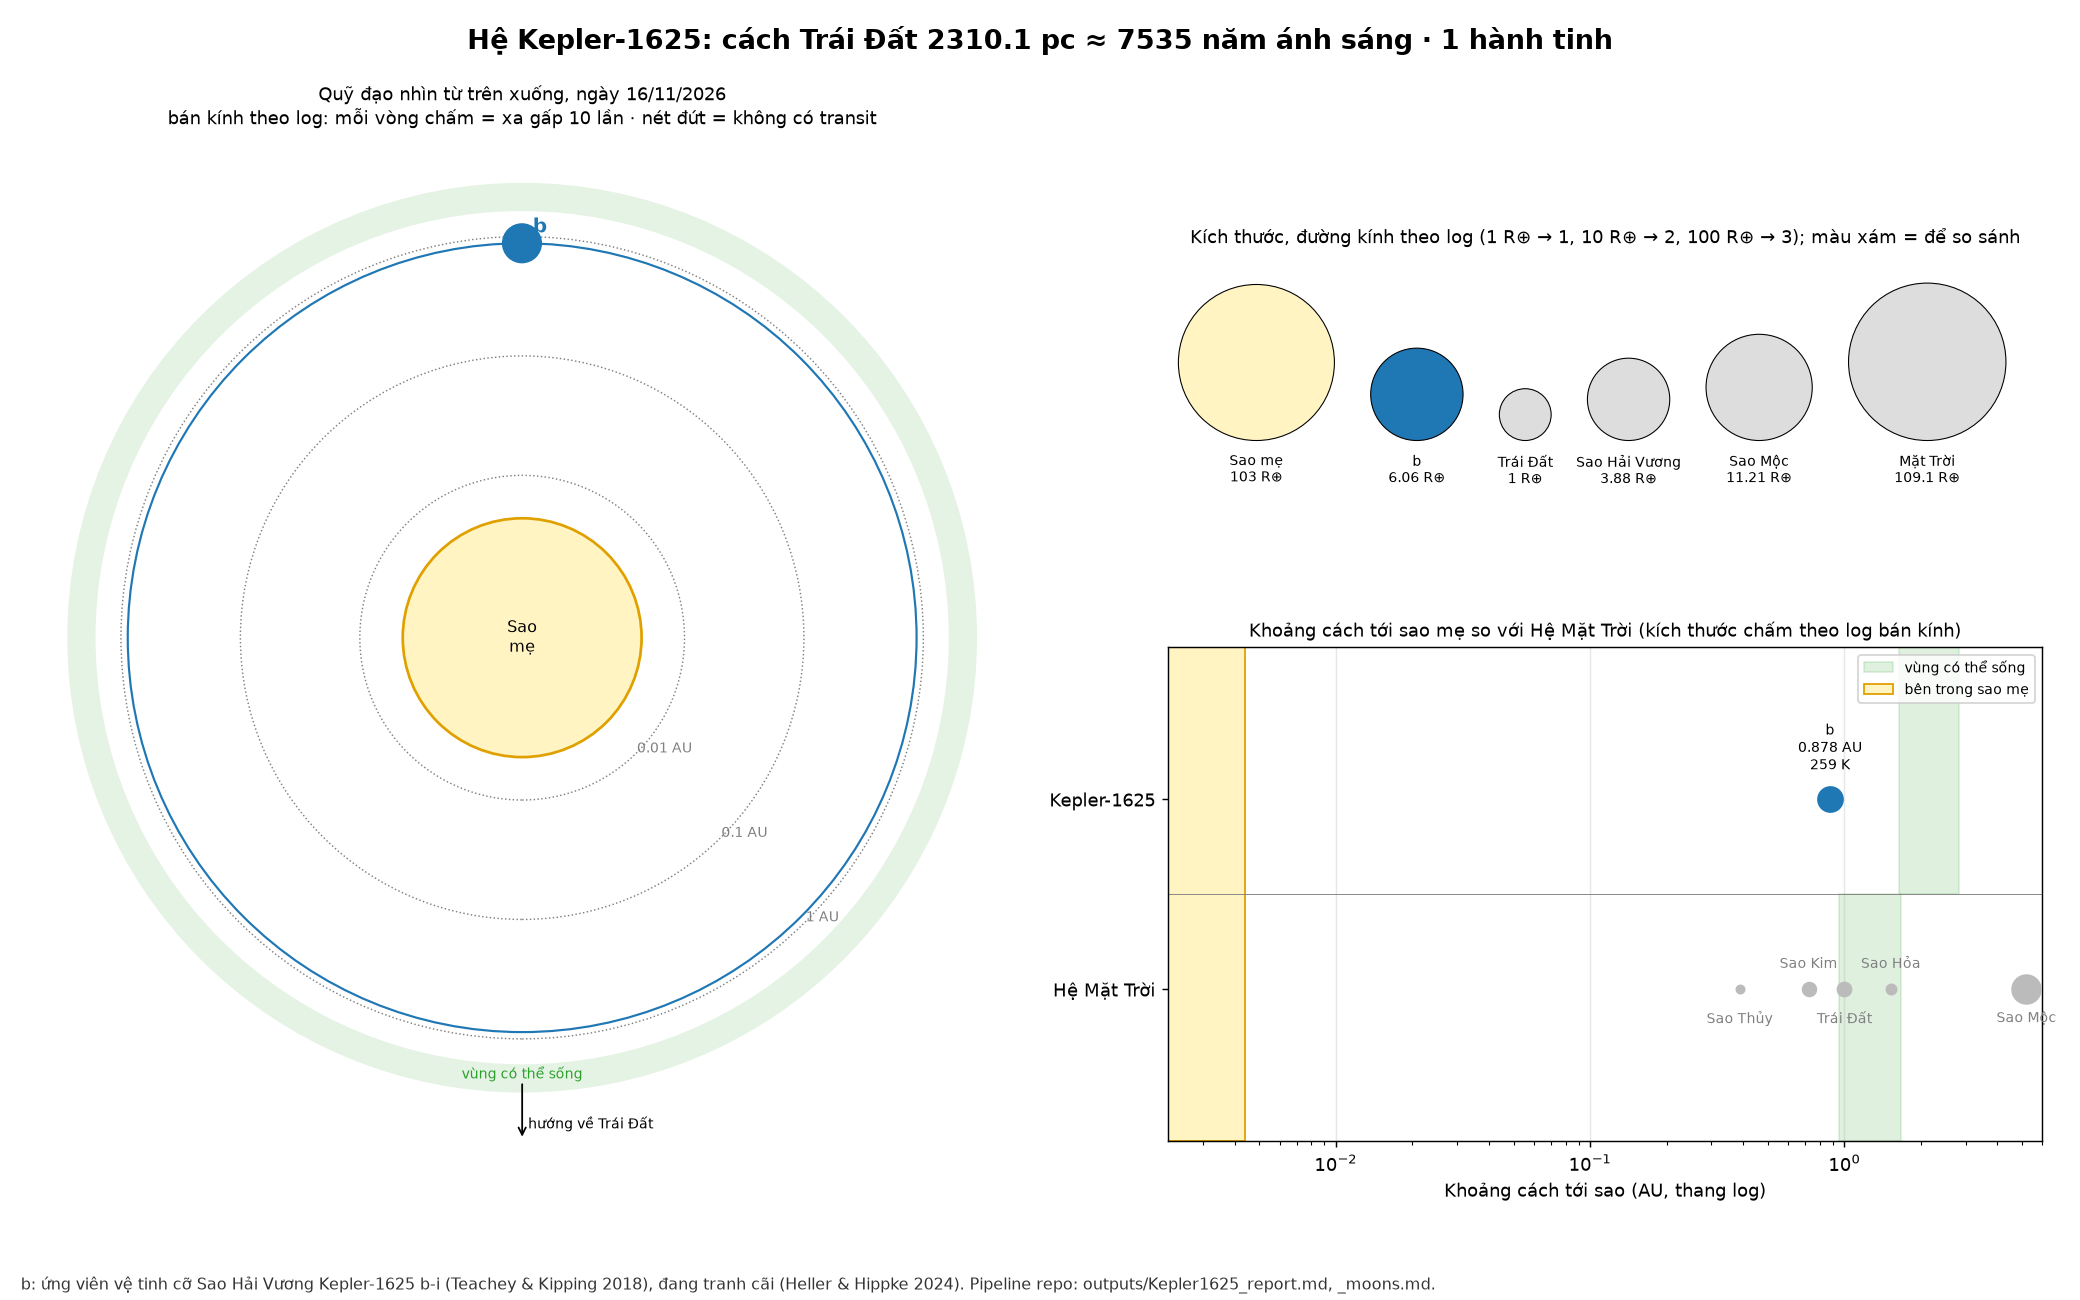 Hệ Kepler-1625: cách Trái Đất 2310.1 pc ≈ 7535 năm ánh sáng · 1 hành tinh
Quỹ đạo nhìn từ trên xuống, ngày 16/11/2026
bán kính theo log: mỗi vòng chấm = xa gấp 10 lần · nét đứt = không có transit
b
Sao
mẹ
0.01 AU
0.1 AU
1 AU
vùng có thể sống
hướng về Trái Đất
Kích thước, đường kính theo log (1 R⊕ → 1, 10 R⊕ → 2, 100 R⊕ → 3); màu xám = để so sánh
Sao mẹ
103 R⊕
b
6.06 R⊕
Trái Đất
1 R⊕
Sao Hải Vương
3.88 R⊕
Sao Mộc
11.21 R⊕
Mặt Trời
109.1 R⊕
Khoảng cách tới sao mẹ so với Hệ Mặt Trời (kích thước chấm theo log bán kính)
vùng có thể sống
bên trong sao mẹ
b
0.878 AU
259 K
Kepler-1625
Hệ Mặt Trời
Sao Kim
Sao Hỏa
Sao Thủy
Trái Đất
Sao Mộc
10⁻²
10⁻¹
10⁰
Khoảng cách tới sao (AU, thang log)
b: ứng viên vệ tinh cỡ Sao Hải Vương Kepler-1625 b-i (Teachey & Kipping 2018), đang tranh cãi (Heller & Hippke 2024). Pipeline repo: outputs/Kepler1625_report.md, _moons.md.